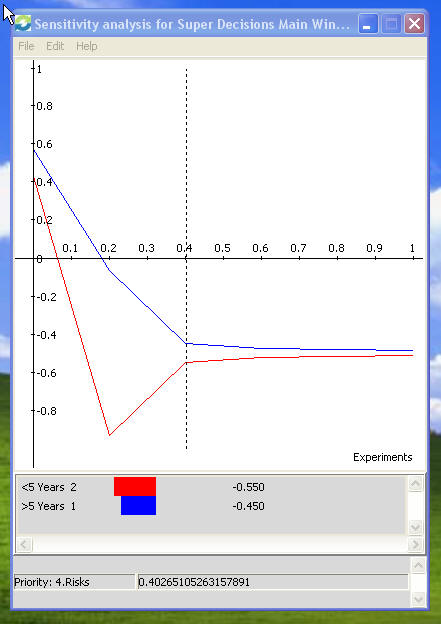 Sensitivity analysis for Super Decisions Main Win...
File Edit Help
1
0.8
0.6
0.4
0.2
0.1 0.2 0.3 0.4 0.5 0.6 0.7 0.8 0.9 1
0
-0.2
-0.4
-0.6
-0.8
Experiments
<5 Years 2 -0.550
>5 Years 1 -0.450
Priority: 4.Risks 0.40265105263157891